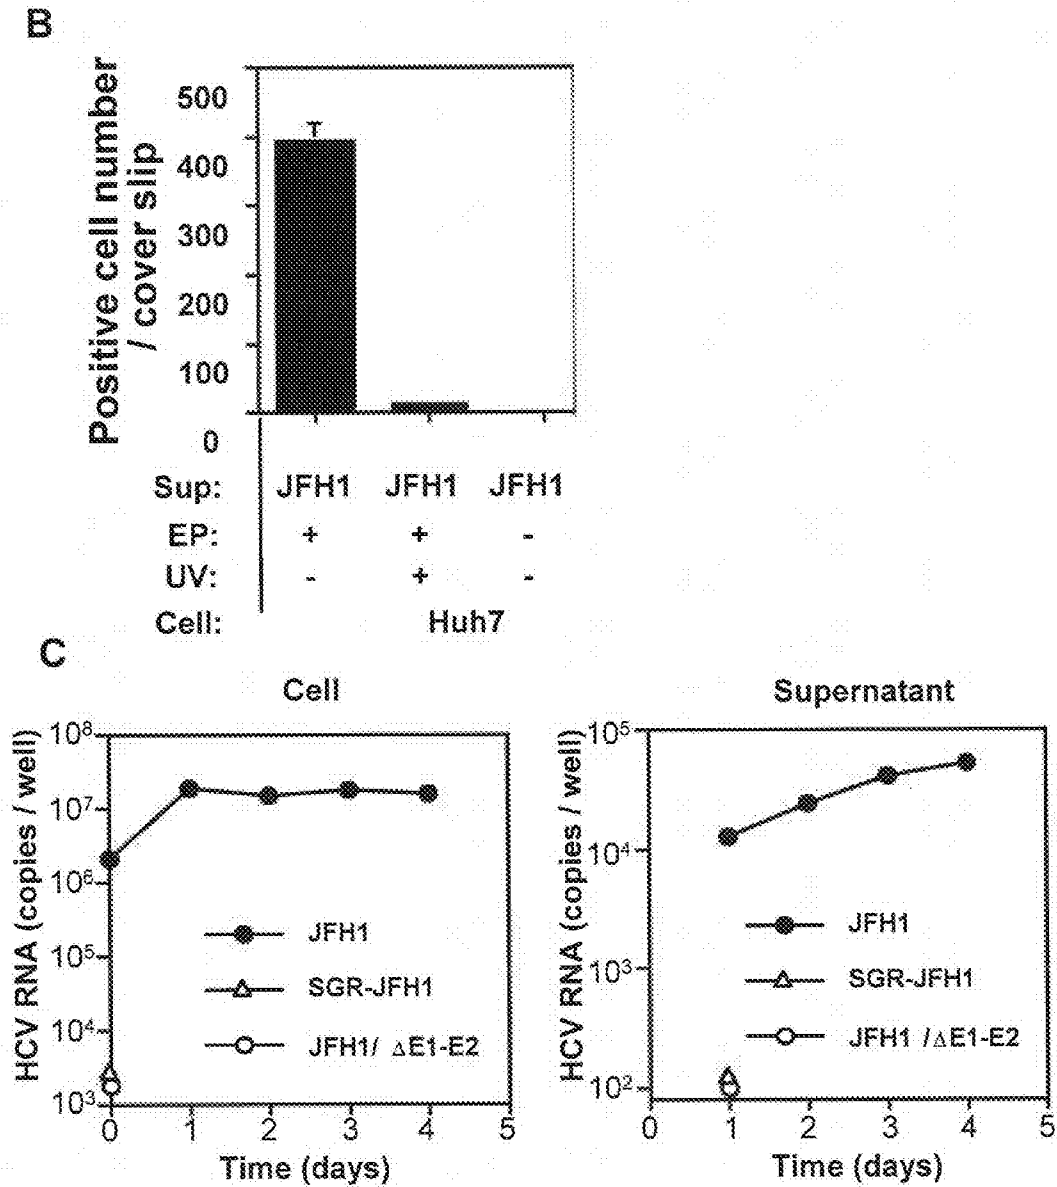 B
Positive cell number
/ cover slip
500
400
300
200
100
0
Sup: JFH1 JFH1 JFH1
EP: + + -
UV: - + -
Cell: Huh7
C
Cell
HCV RNA (copies / well)
10⁸
10⁷
10⁶
10⁵
10⁴
10³
JFH1
SGR-JFH1
JFH1/ ΔE1-E2
0 1 2 3 4 5
Time (days)
Supernatant
HCV RNA (copies / well)
10⁵
10⁴
10³
10²
JFH1
SGR-JFH1
JFH1 /ΔE1-E2
0 1 2 3 4 5
Time (days)